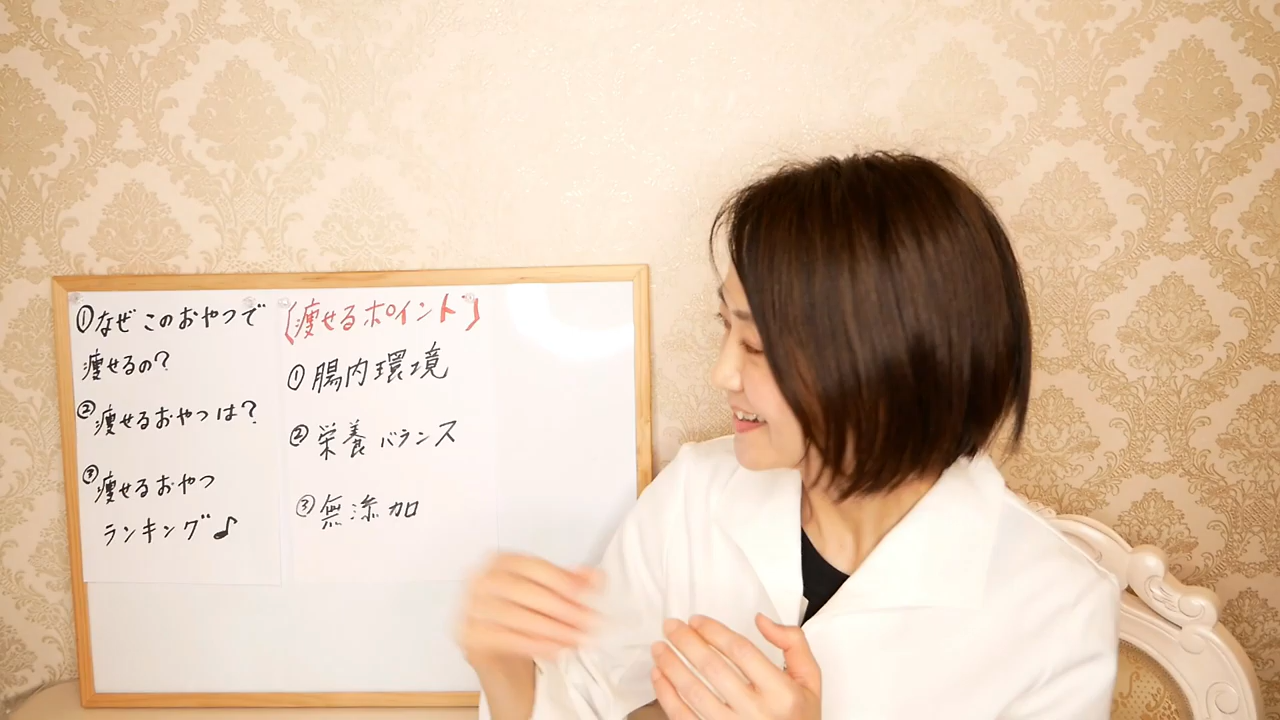 ①なぜこのおやつで
痩せるの？
②痩せるおやつは？
③痩せるおやつ
ランキング♪
〔痩せるポイント〕
①腸内環境
②栄養バランス
③無添加